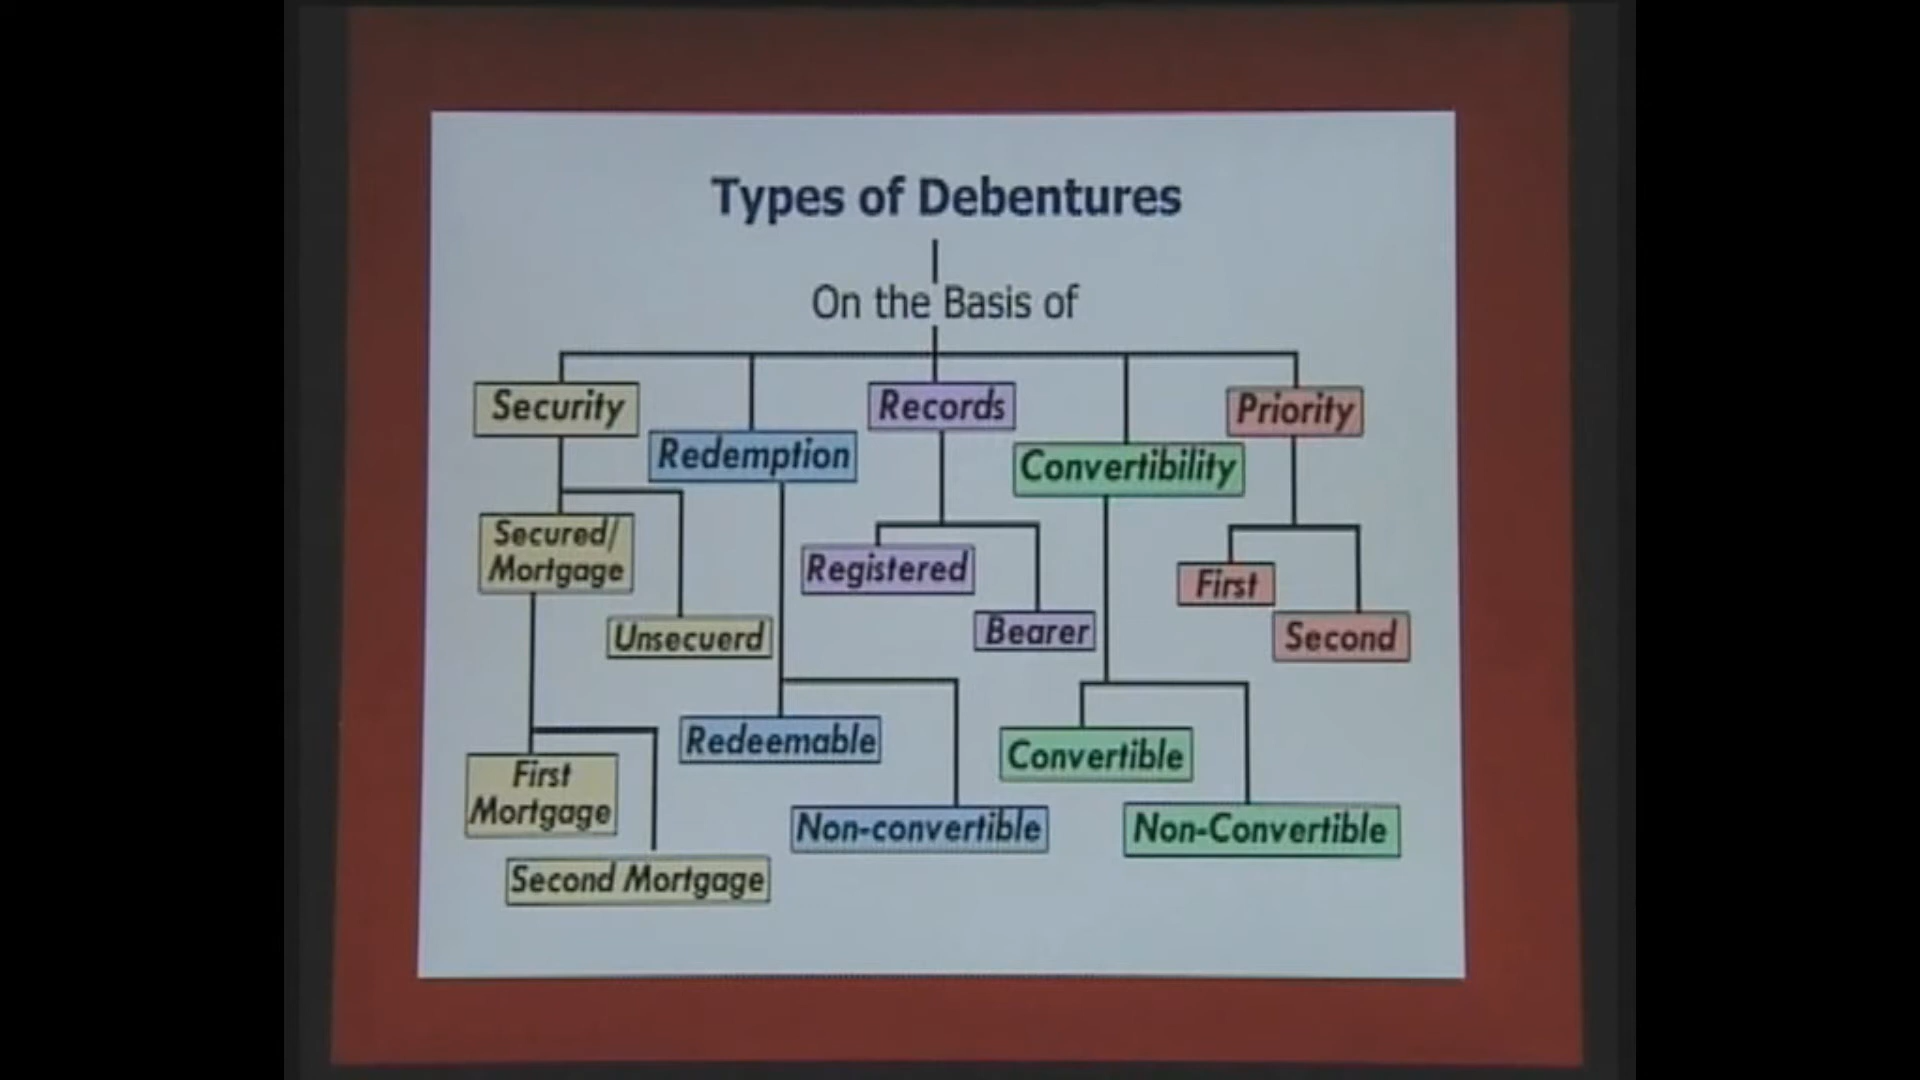 Types of Debentures
On the Basis of
Security
Redemption
Records
Convertibility
Priority
Secured/
Mortgage
Unsecuerd
Registered
Bearer
First
Second
Redeemable
Non-convertible
Convertible
Non-Convertible
First
Mortgage
Second Mortgage